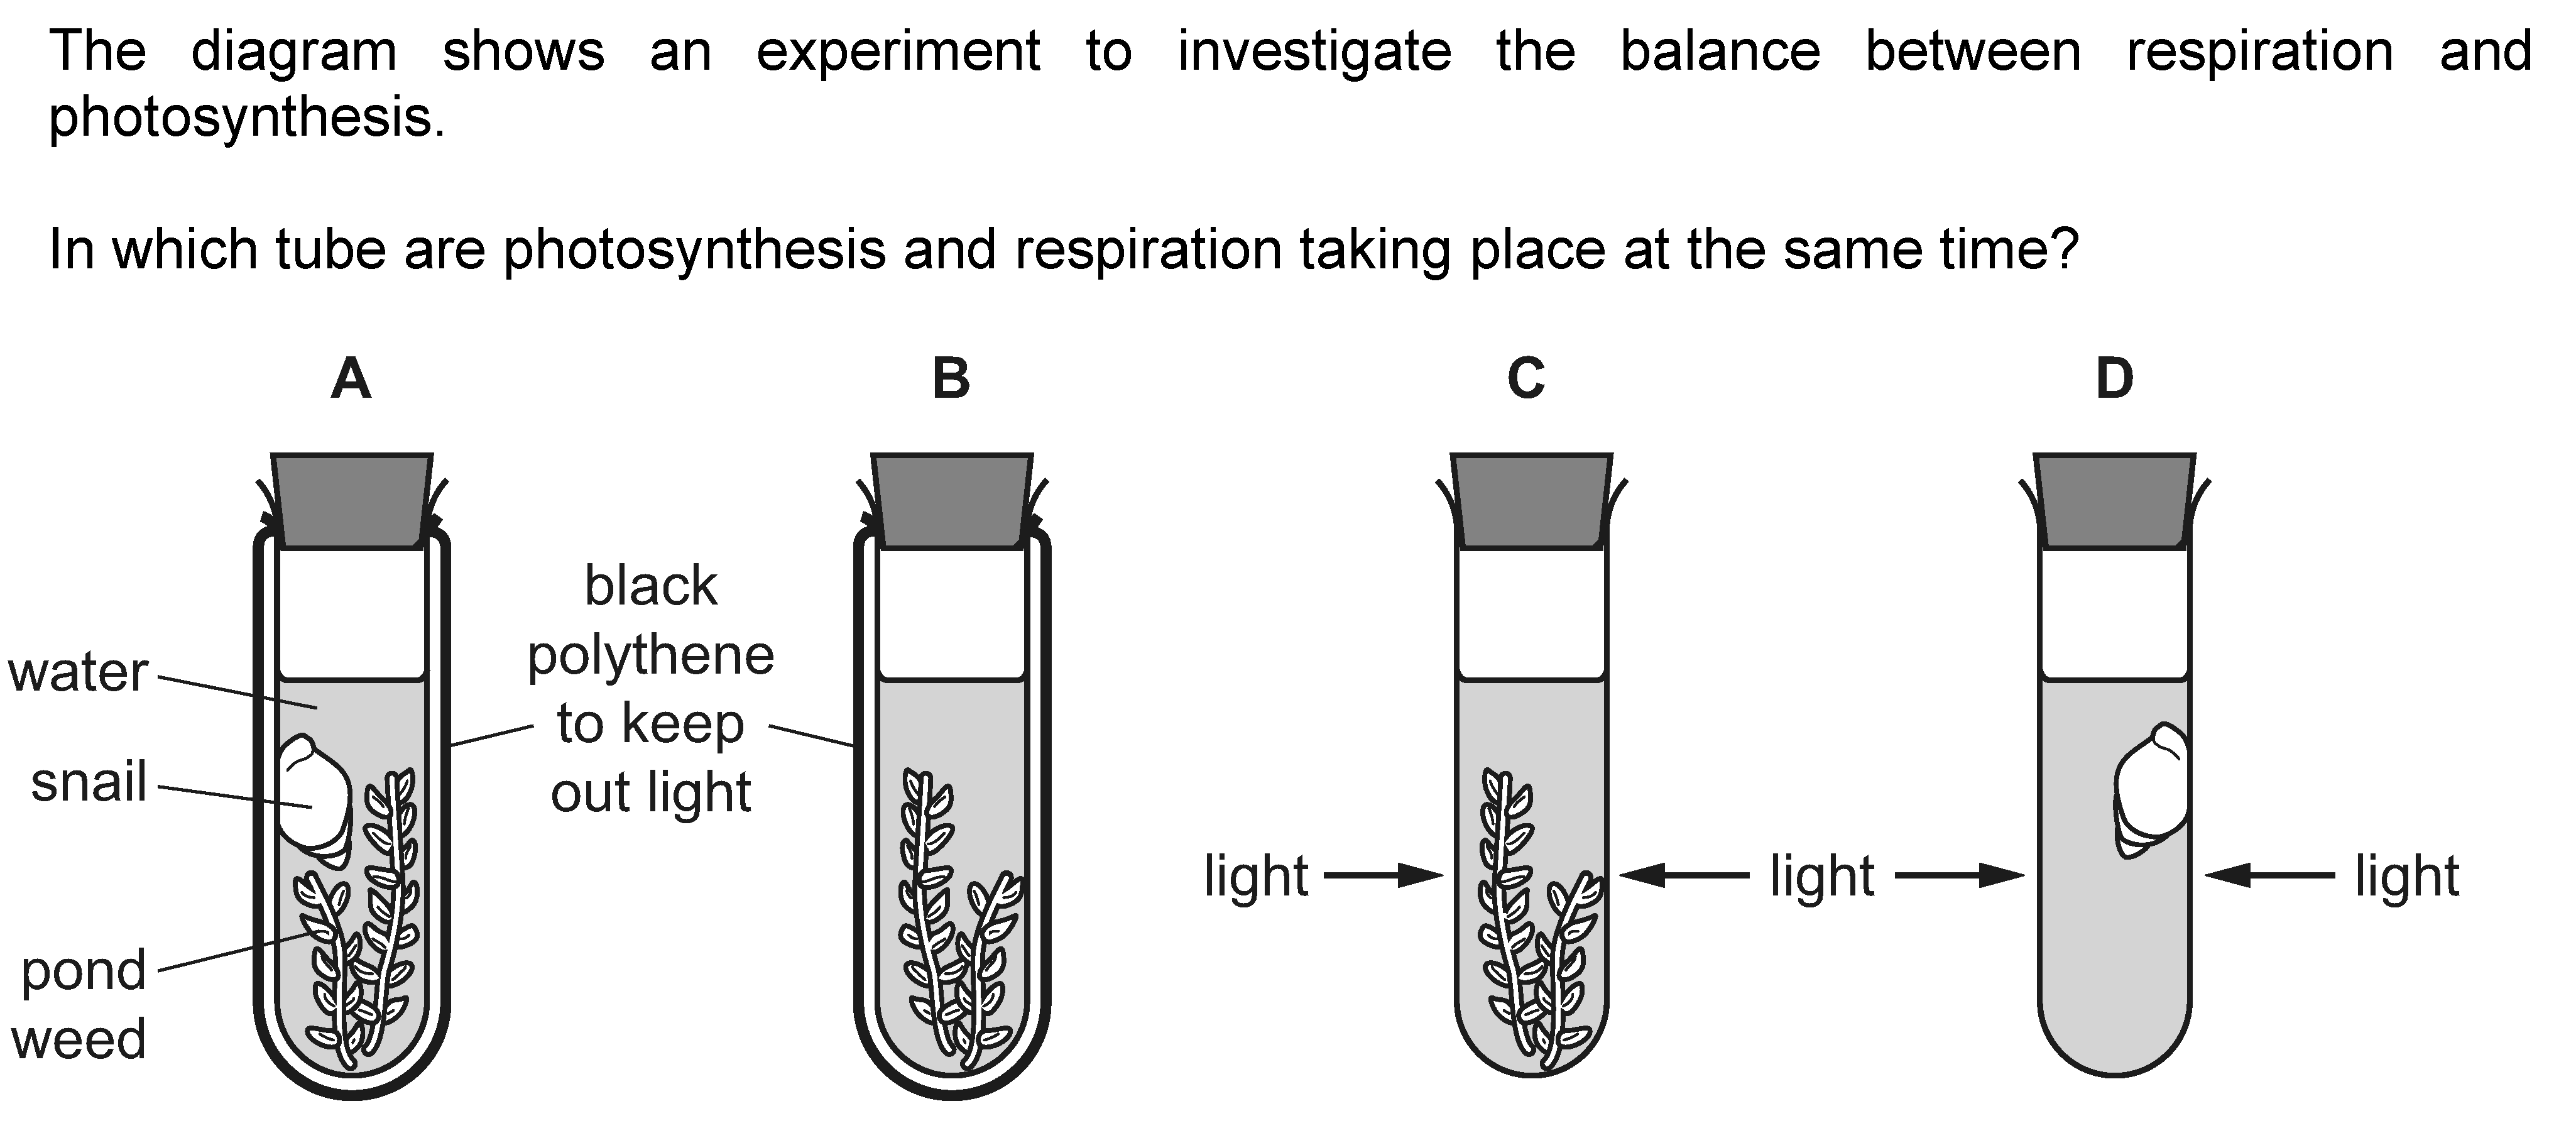 The diagram shows an experiment to investigate the balance between respiration and
photosynthesis.
In which tube are photosynthesis and respiration taking place at the same time?
A
B
C
D
water
snail
pond
weed
black
polythene
to keep
out light
light
light
light